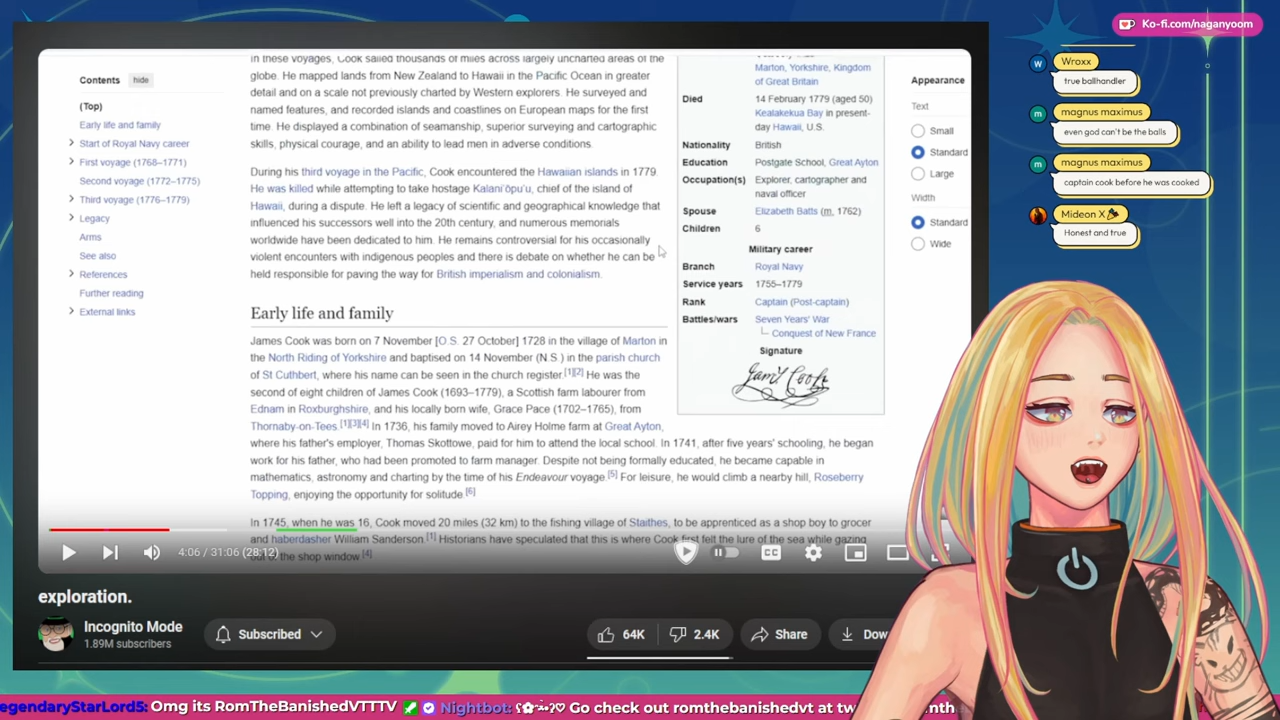 Ko-fi.com/naganyoom
Contents hide
(Top)
Early life and family
Start of Royal Navy career
First voyage (1768–1771)
Second voyage (1772–1775)
Third voyage (1776–1779)
Legacy
Arms
See also
References
Further reading
External links
In these voyages, Cook sailed thousands of miles across largely uncharted areas of the
globe. He mapped lands from New Zealand to Hawaii in the Pacific Ocean in greater
detail and on a scale not previously charted by Western explorers. He surveyed and
named features, and recorded islands and coastlines on European maps for the first
time. He displayed a combination of seamanship, superior surveying and cartographic
skills, physical courage, and an ability to lead men in adverse conditions.
During his third voyage in the Pacific, Cook encountered the Hawaiian islands in 1779.
He was killed while attempting to take hostage Kalaniʻōpuʻu, chief of the island of
Hawaii, during a dispute. He left a legacy of scientific and geographical knowledge that
influenced his successors well into the 20th century, and numerous memorials
worldwide have been dedicated to him. He remains controversial for his occasionally
violent encounters with indigenous peoples and there is debate on whether he can be
held responsible for paving the way for British imperialism and colonialism.
Early life and family
James Cook was born on 7 November [O.S. 27 October] 1728 in the village of Marton in
the North Riding of Yorkshire and baptised on 14 November (N.S.) in the parish church
of St Cuthbert, where his name can be seen in the church register.[1][2] He was the
second of eight children of James Cook (1693–1779), a Scottish farm labourer from
Ednam in Roxburghshire, and his locally born wife, Grace Pace (1702–1765), from
Thornaby-on-Tees.[1][3][4] In 1736, his family moved to Airey Holme farm at Great Ayton,
where his father's employer, Thomas Skottowe, paid for him to attend the local school. In 1741, after five years' schooling, he began
work for his father, who had been promoted to farm manager. Despite not being formally educated, he became capable in
mathematics, astronomy and charting by the time of his Endeavour voyage.[5] For leisure, he would climb a nearby hill, Roseberry
Topping, enjoying the opportunity for solitude.[6]
In 1745, when he was 16, Cook moved 20 miles (32 km) to the fishing village of Staithes, to be apprenticed as a shop boy to grocer
and haberdasher William Sanderson.[1] Historians have speculated that this is where Cook first felt the lure of the sea while gazing
out of the shop window.[4]
Marton, Yorkshire, Kingdom
of Great Britain
Died 14 February 1779 (aged 50)
Kealakekua Bay in present-
day Hawaii, U.S.
Nationality British
Education Postgate School, Great Ayton
Occupation(s) Explorer, cartographer and
naval officer
Spouse Elizabeth Batts (m. 1762)
Children 6
Military career
Branch Royal Navy
Service years 1755–1779
Rank Captain (Post-captain)
Battles/wars Seven Years' War
Conquest of New France
Signature
Appearance
Text
Small
Standard
Large
Width
Standard
Wide
4:06 / 31:06 (28:12)
CC
exploration.
Incognito Mode
1.89M subscribers
Subscribed
64K
2.4K
Share
Dow
W Wroxx
true ballhandler
m magnus maximus
even god can't be the balls
m magnus maximus
captain cook before he was cooked
Mideon X
Honest and true
egendaryStarLord5: Omg its RomTheBanishedVTTTV Nightbot: Go check out romthebanishedvt at tw